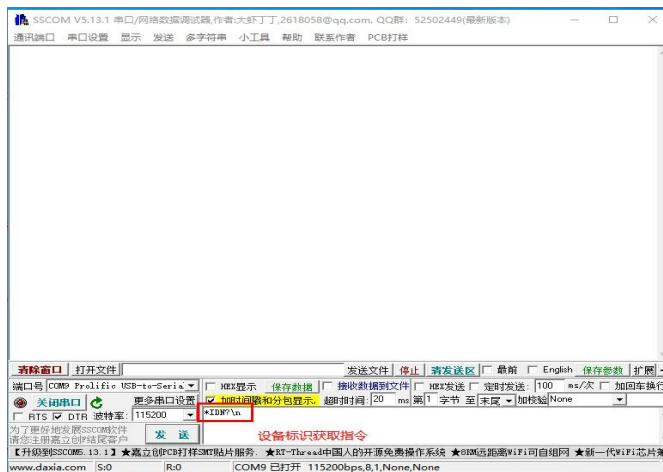 SSCOM V5.13.1 串口/网络数据调试器,作者:大虾丁丁,2618058@qq.com. QQ群: 52502449(最新版本)
通讯端口 串口设置 显示 发送 多字符串 小工具 帮助 联系作者 PCB打样
清除窗口 打开文件 发送文件 停止 清发送区 最前 English 保存参数 扩展 -
端口号 COM9 Prolific USB-to-Seria HEX显示 保存数据 接收数据到文件 HEX发送 定时发送: 100 ms/次 加回车换行
关闭串口 更多串口设置 加时间戳和分包显示. 超时时间: 20 ms 第1 字节 至 末尾 加校验 None
RTS DTR 波特率: 115200 *IDN?\n
为了更好地发展SSCOM软件
请您注册嘉立创P结尾客户
发 送
设备标识获取指令
【升级到SSCOM5.13.1】★嘉立创PCB打样SMT贴片服务. ★RT-Thread中国人的开源免费操作系统 ★8KM远距离WiFi可自组网 ★新一代WiFi芯片
www.daxia.com S:0 R:0 COM9 已打开 115200bps,8,1,None,None